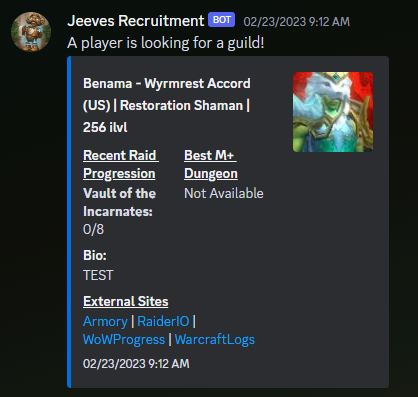 Jeeves Recruitment BOT 02/23/2023 9:12 AM
A player is looking for a guild!
Benama - Wyrmrest Accord
(US) | Restoration Shaman |
256 ilvl
Recent Raid
Progression
Vault of the
Incarnates:
0/8
Best M+
Dungeon
Not Available
Bio:
TEST
External Sites
Armory | RaiderIO |
WoWProgress | WarcraftLogs
02/23/2023 9:12 AM